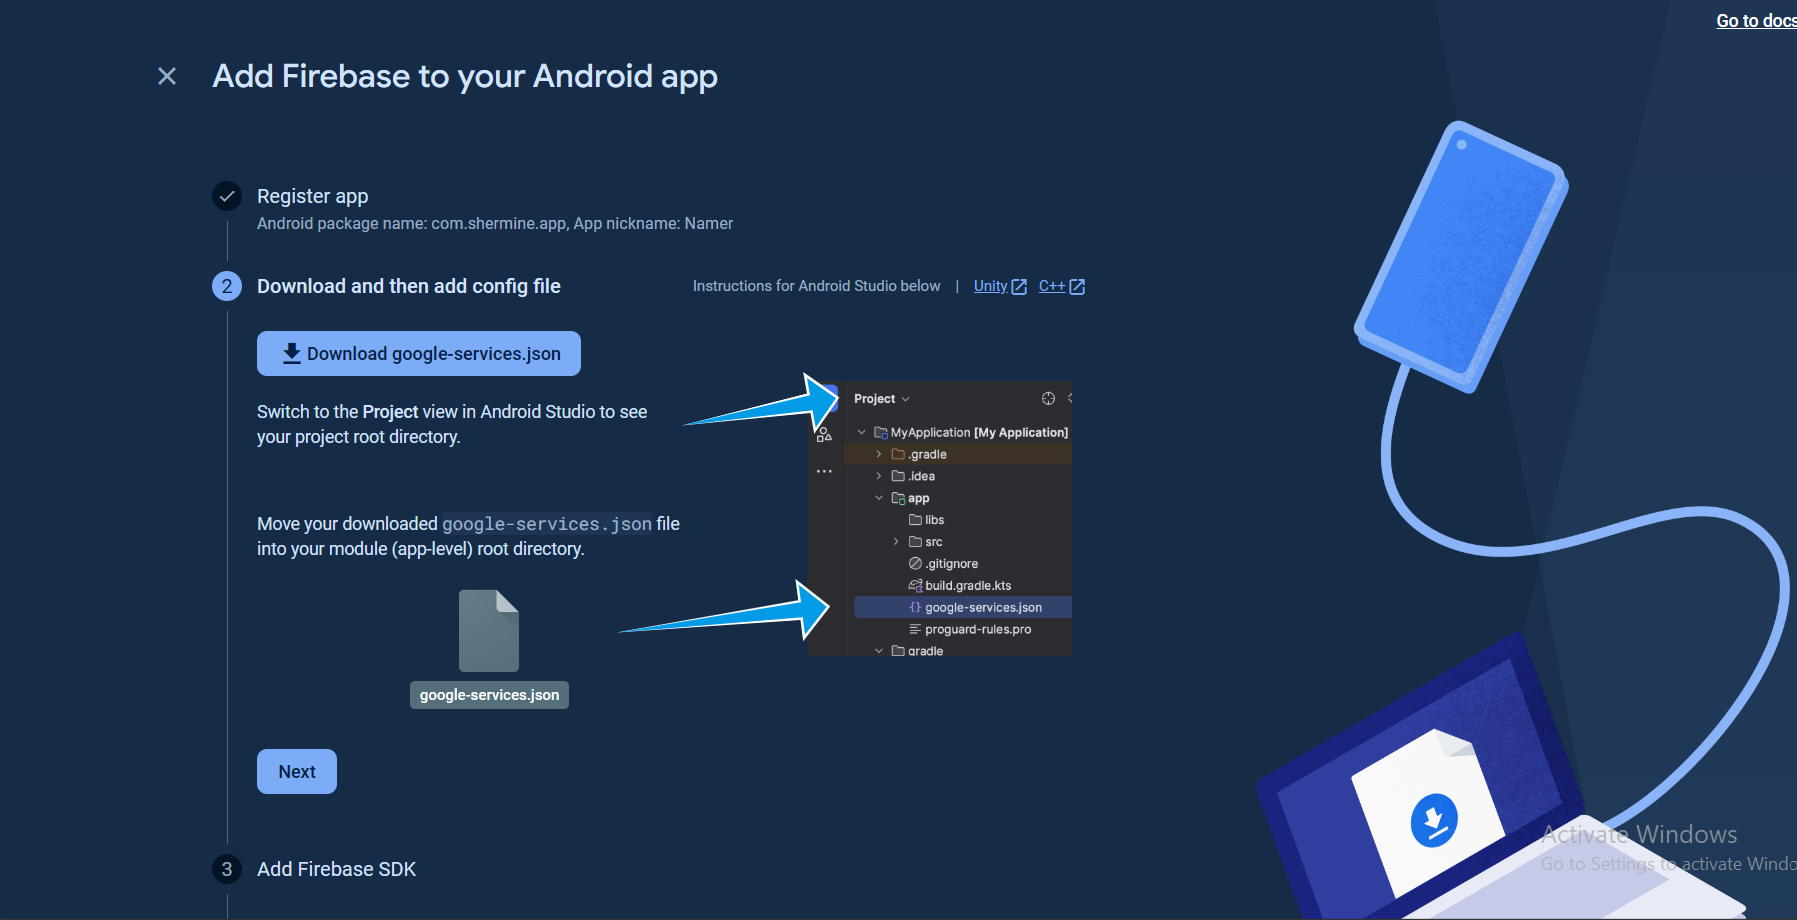 Go to docs
Add Firebase to your Android app
Register app
Android package name: com.shermine.app, App nickname: Namer
2
Download and then add config file
Instructions for Android Studio below | Unity C++
Download google-services.json
Switch to the Project view in Android Studio to see
your project root directory.
Move your downloaded google-services.json file
into your module (app-level) root directory.
google-services.json
Project
MyApplication [My Application]
.gradle
.idea
app
libs
src
.gitignore
build.gradle.kts
{} google-services.json
proguard-rules.pro
gradle
Next
3
Add Firebase SDK
Activate Windows
Go to Settings to activate Windo